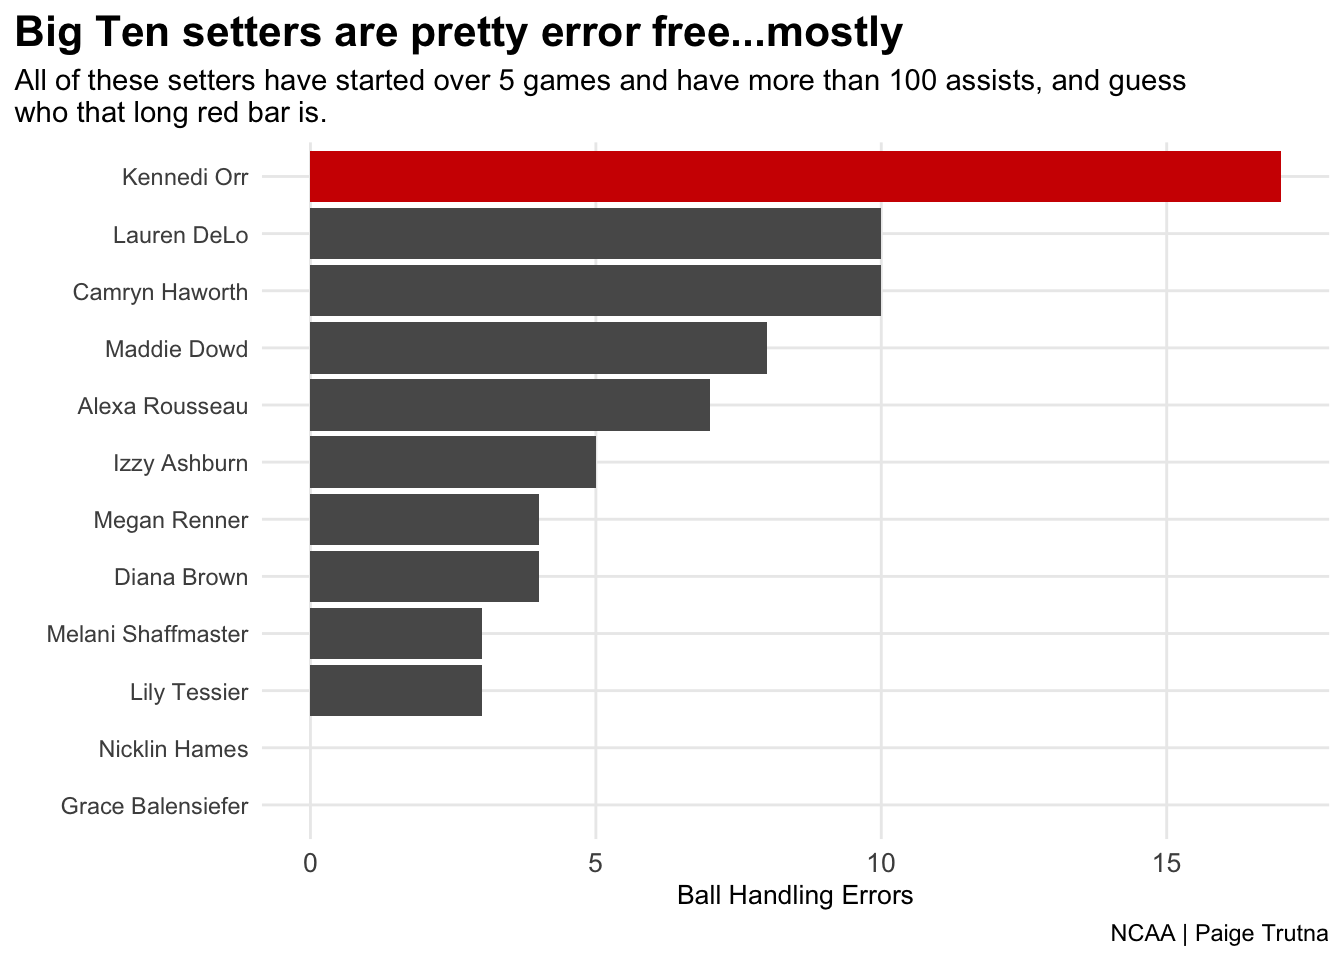 Big Ten setters are pretty error free...mostly
All of these setters have started over 5 games and have more than 100 assists, and guess
who that long red bar is.
Kennedi Orr
Lauren DeLo
Camryn Haworth
Maddie Dowd
Alexa Rousseau
Izzy Ashburn
Megan Renner
Diana Brown
Melani Shaffmaster
Lily Tessier
Nicklin Hames
Grace Balensiefer
0 5 10 15
Ball Handling Errors
NCAA | Paige Trutna